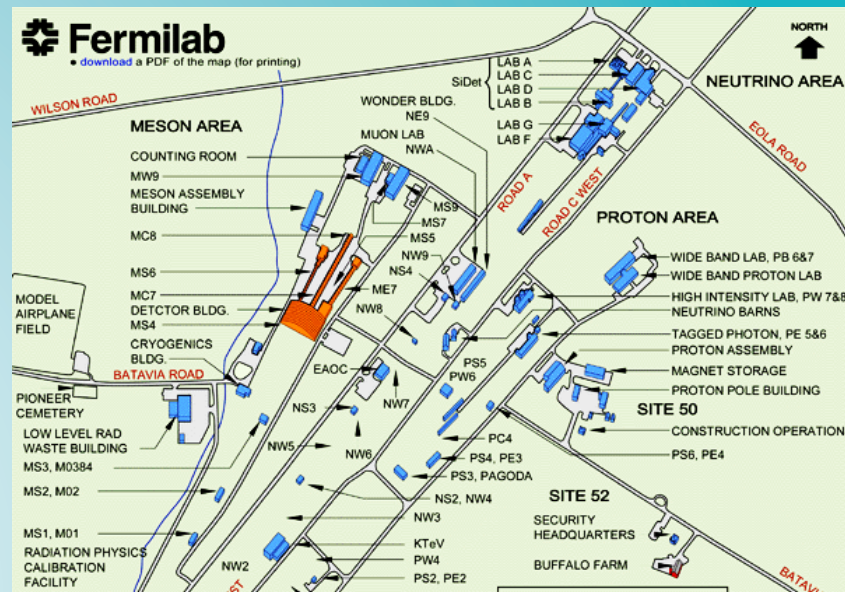 Fermilab
• download a PDF of the map (for printing)
NORTH
WILSON ROAD
MESON AREA
COUNTING ROOM
MW9
MESON ASSEMBLY
BUILDING
MC8
MS6
MC7
DETCTOR BLDG.
MS4
CRYOGENICS
BLDG.
MODEL
AIRPLANE
FIELD
BATAVIA ROAD
PIONEER
CEMETERY
LOW LEVEL RAD
WASTE BUILDING
MS3, M0384
MS2, M02
MS1, M01
RADIATION PHYSICS
CALIBRATION
FACILITY
WONDER BLDG.
NE9
MUON LAB
NWA
MS9
MS7
MS5
ME7
NW9
NS4
NW8
EAOC
NS3
NW7
NW6
NW5
PS5
PW6
PC4
PS4, PE3
PS3, PAGODA
NS2, NW4
NW3
KTeV
PW4
PS2, PE2
NW2
SiDet
LAB A
LAB C
LAB D
LAB B
LAB G
LAB F
NEUTRINO AREA
EOLA ROAD
ROAD A
ROAD C WEST
PROTON AREA
WIDE BAND LAB, PB 6&7
WIDE BAND PROTON LAB
HIGH INTENSITY LAB, PW 7&8
NEUTRINO BARNS
TAGGED PHOTON, PE 5&6
PROTON ASSEMBLY
MAGNET STORAGE
PROTON POLE BUILDING
SITE 50
CONSTRUCTION OPERATION
PS6, PE4
SITE 52
SECURITY
HEADQUARTERS
BUFFALO FARM